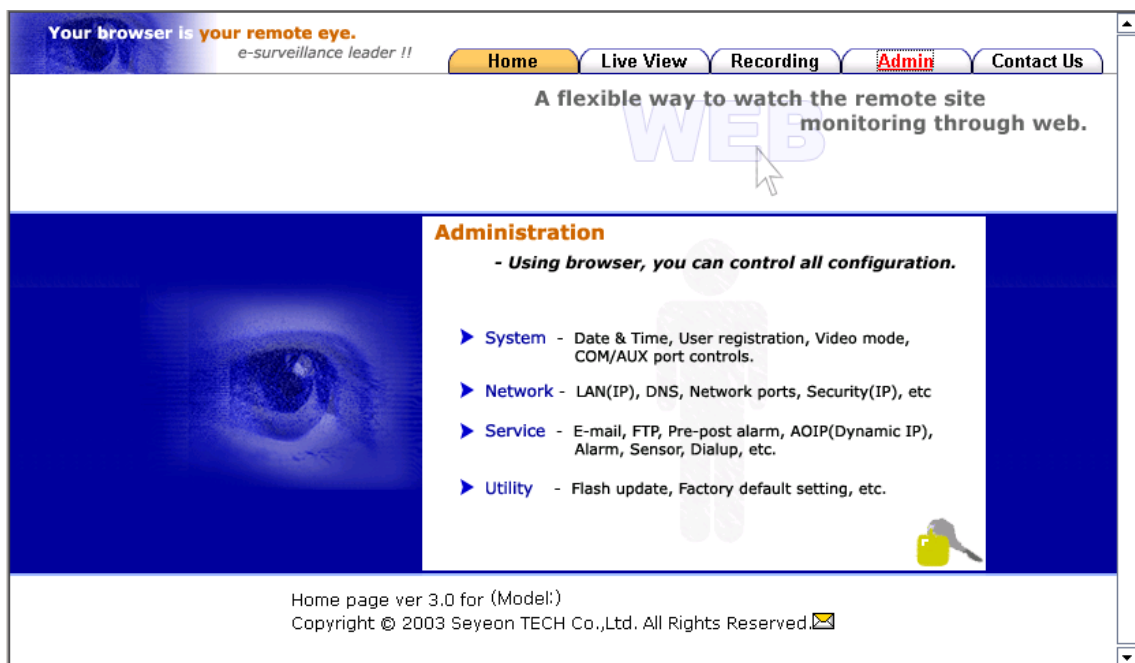 Your browser is your remote eye.
e-surveillance leader !!
Home Live View Recording Admin Contact Us
A flexible way to watch the remote site
monitoring through web.
WEB
Administration
- Using browser, you can control all configuration.
System - Date & Time, User registration, Video mode,
COM/AUX port controls.
Network - LAN(IP), DNS, Network ports, Security(IP), etc
Service - E-mail, FTP, Pre-post alarm, AOIP(Dynamic IP),
Alarm, Sensor, Dialup, etc.
Utility - Flash update, Factory default setting, etc.
Home page ver 3.0 for (Model:)
Copyright © 2003 Seyeon TECH Co.,Ltd. All Rights Reserved.